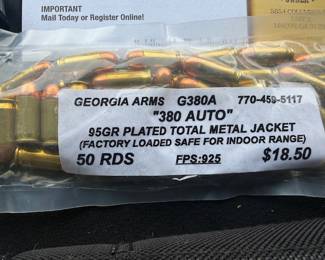 IMPORTANT
Mail Today or Register Online!
GEORGIA ARMS G380A 770-459-5117
"380 AUTO"
95GR PLATED TOTAL METAL JACKET
(FACTORY LOADED SAFE FOR INDOOR RANGE)
50 RDS FPS:925 $18.50